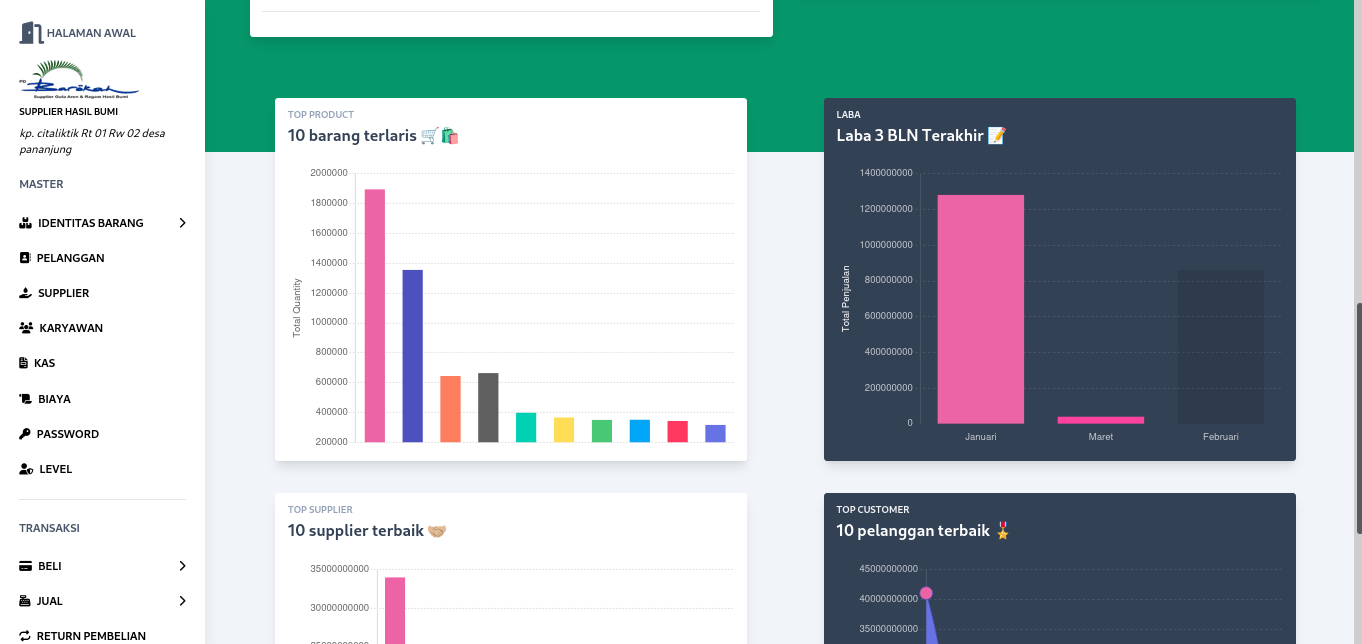 HALAMAN AWAL
PD
Barokah
Supplier Gula Aren & Ragam Hasil Bumi
SUPPLIER HASIL BUMI
kp. citaliktik Rt 01 Rw 02 desa
pananjung
MASTER
IDENTITAS BARANG
PELANGGAN
SUPPLIER
KARYAWAN
KAS
BIAYA
PASSWORD
LEVEL
TRANSAKSI
BELI
JUAL
RETURN PEMBELIAN
TOP PRODUCT
10 barang terlaris 🛒🛍️
2000000
1800000
1600000
1400000
1200000
1000000
800000
600000
400000
200000
Total Quantity
LABA
Laba 3 BLN Terakhir 📝
1400000000
1200000000
1000000000
800000000
600000000
400000000
200000000
0
Total Penjualan
Januari
Maret
Februari
TOP SUPPLIER
10 supplier terbaik 🤝🏼
35000000000
30000000000
25000000000
TOP CUSTOMER
10 pelanggan terbaik 🎖️
45000000000
40000000000
35000000000